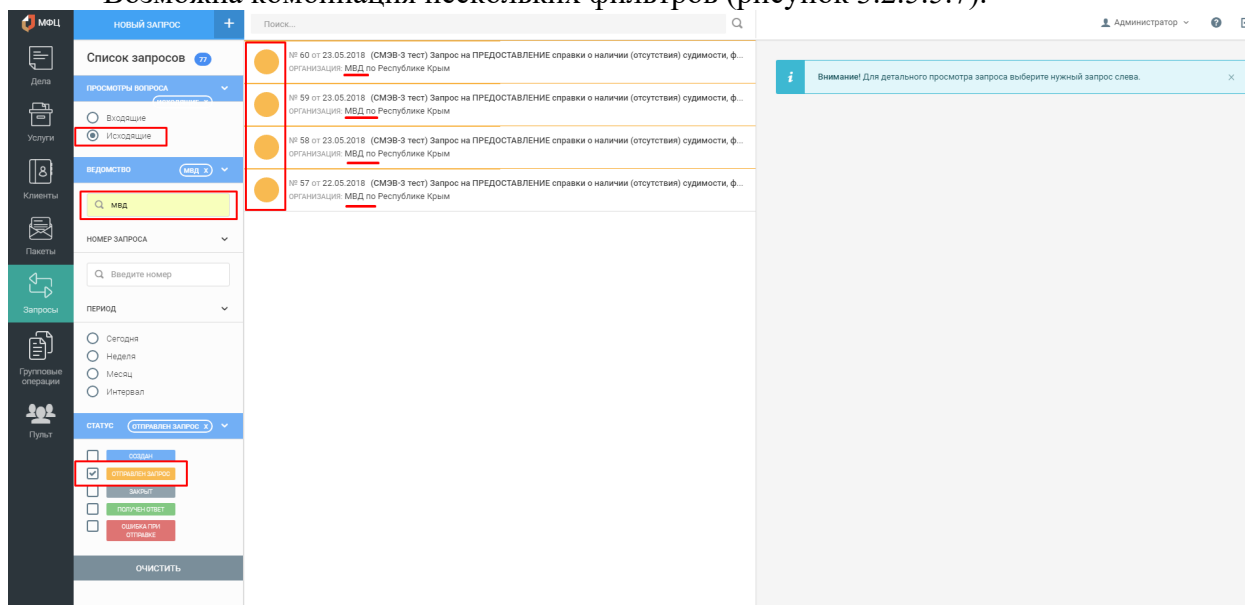 Возможна комбинация нескольких фильтров (рисунок 3.2.3.3.7).
МФЦ
НОВЫЙ ЗАПРОС +
Поиск...
Администратор
Дела
Услуги
Клиенты
Пакеты
Запросы
Групповые
операции
Пульт
Список запросов 77
ПРОСМОТРЫ ВОПРОСА
Входящие
Исходящие
ВЕДОМСТВО МВД X
мвд
НОМЕР ЗАПРОСА
Введите номер
ПЕРИОД
Сегодня
Неделя
Месяц
Интервал
СТАТУС ОТПРАВЛЕН ЗАПРОС X
СОЗДАН
ОТПРАВЛЕН ЗАПРОС
ЗАКРЫТ
ПОЛУЧЕН ОТВЕТ
ОШИБКА ПРИ
ОТПРАВКЕ
ОЧИСТИТЬ
№ 60 от 23.05.2018 (СМЭВ-3 тест) Запрос на ПРЕДОСТАВЛЕНИЕ справки о наличии (отсутствия) судимости, ф...
ОРГАНИЗАЦИЯ: МВД по Республике Крым
№ 59 от 23.05.2018 (СМЭВ-3 тест) Запрос на ПРЕДОСТАВЛЕНИЕ справки о наличии (отсутствия) судимости, ф...
ОРГАНИЗАЦИЯ: МВД по Республике Крым
№ 58 от 23.05.2018 (СМЭВ-3 тест) Запрос на ПРЕДОСТАВЛЕНИЕ справки о наличии (отсутствия) судимости, ф...
ОРГАНИЗАЦИЯ: МВД по Республике Крым
№ 57 от 22.05.2018 (СМЭВ-3 тест) Запрос на ПРЕДОСТАВЛЕНИЕ справки о наличии (отсутствия) судимости, ф...
ОРГАНИЗАЦИЯ: МВД по Республике Крым
Внимание! Для детального просмотра запроса выберите нужный запрос слева.